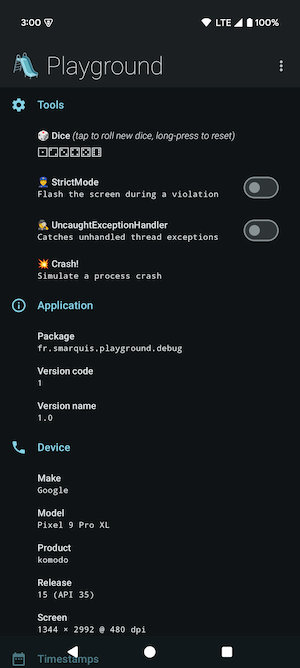 3:00 LTE 100%
Playground
Tools
Dice (tap to roll new dice, long-press to reset)
⚀⚁⚂⚃⚄⚅
StrictMode
Flash the screen during a violation
UncaughtExceptionHandler
Catches unhandled thread exceptions
Crash!
Simulate a process crash
Application
Package
fr.smarquis.playground.debug
Version code
1
Version name
1.0
Device
Make
Google
Model
Pixel 9 Pro XL
Product
komodo
Release
15 (API 35)
Screen
1344 × 2992 @ 480 dpi
Timestamps